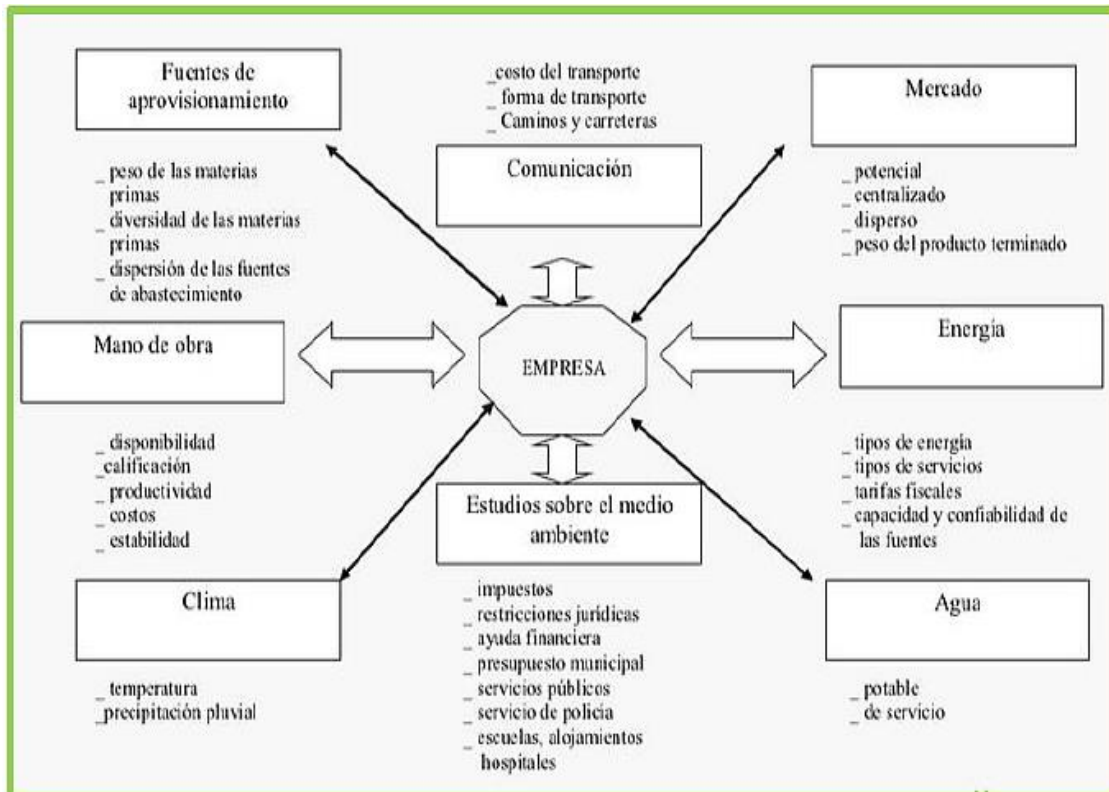 Fuentes de
aprovisionamiento
_ peso de las materias
primas
_ diversidad de las materias
primas
_ dispersión de las fuentes
de abastecimiento
_costo del transporte
_ forma de transporte
_ Caminos y carreteras
Comunicación
Mercado
_ potencial
_ centralizado
_ disperso
_ peso del producto terminado
Mano de obra
_ disponibilidad
_calificación
_ productividad
_ costos
_ estabilidad
EMPRESA
Energía
_ tipos de energía
_ tipos de servicios
_ tarifas fiscales
_ capacidad y confiabilidad de
las fuentes
Clima
_ temperatura
_precipitación pluvial
Estudios sobre el medio
ambiente
_ impuestos
_ restricciones jurídicas
_ ayuda financiera
_ presupuesto municipal
_ servicios públicos
_ servicio de policía
_ escuelas, alojamientos
hospitales
Agua
_ potable
_ de servicio